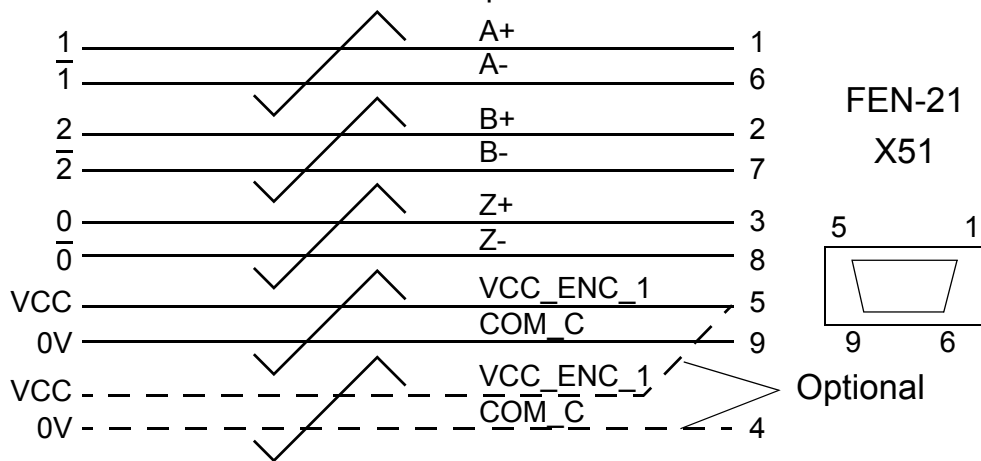 1 A+ 1
1̅ A- 6
2 B+ 2
2̅ B- 7
0 Z+ 3
0̅ Z- 8
VCC VCC_ENC_1 5
0V COM_C 9
VCC VCC_ENC_1
0V COM_C 4
Optional
FEN-21
X51
5 1
9 6